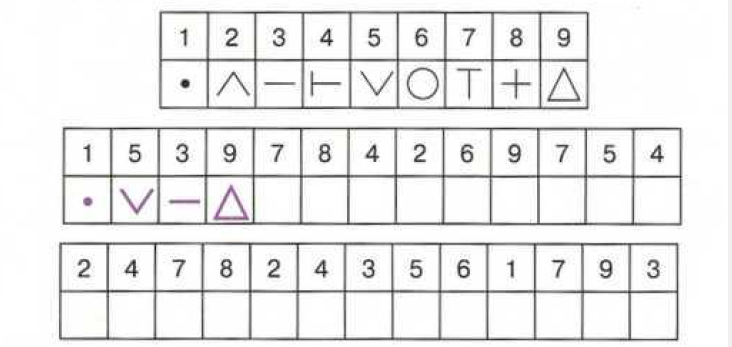 1 2 3 4 5 6 7 8 9
• ∧ — ⊢ ∨ ○ T + △
1 5 3 9 7 8 4 2 6 9 7 5 4
• ∨ — △
2 4 7 8 2 4 3 5 6 1 7 9 3